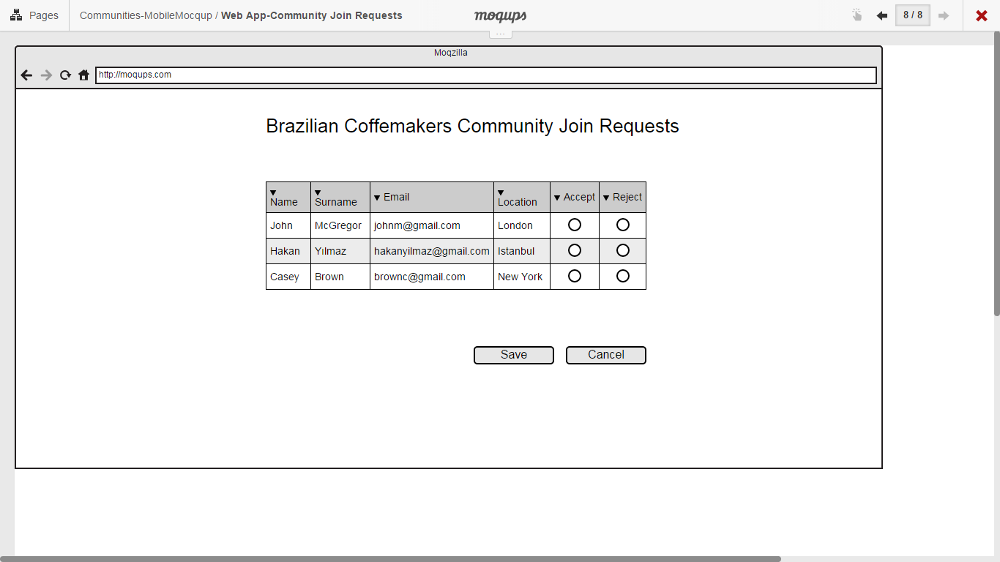 Pages
Communities-MobileMocqup / Web App-Community Join Requests
moqups
8 / 8
...
Moqzilla
http://moqups.com
Brazilian Coffemakers Community Join Requests
▼ Name ▼ Surname ▼ Email ▼ Location ▼ Accept ▼ Reject
John McGregor johnm@gmail.com London
Hakan Yılmaz hakanyilmaz@gmail.com Istanbul
Casey Brown brownc@gmail.com New York
Save Cancel